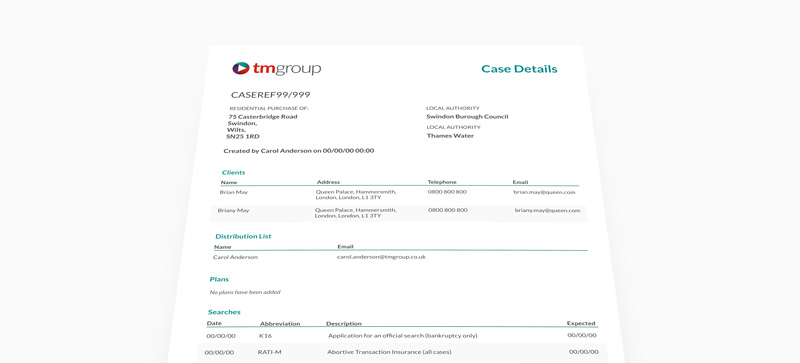 tmgroup
Case Details
CASEREF99/999
RESIDENTIAL PURCHASE OF:
75 Casterbridge Road
Swindon,
Wilts,
SN25 1RD
LOCAL AUTHORITY
Swindon Burough Council
LOCAL AUTHORITY
Thames Water
Created by Carol Anderson on 00/00/00 00:00
Clients
Name Address Telephone Email
Brian May Queen Palace, Hammersmith, 0800 800 800 brian.may@queen.com
London, London, L1 3TY
Briany May Queen Palace, Hammersmith, 0800 800 800 briany.may@queen.com
London, London, L1 3TY
Distribution List
Name Email
Carol Anderson carol.anderson@tmgroup.co.uk
Plans
No plans have been added
Searches
Date Abbreviation Description Expected
00/00/00 K16 Application for an official search (bankruptcy only) 00/00/00
00/00/00 RATI-M Abortive Transaction Insurance (all cases) 00/00/00